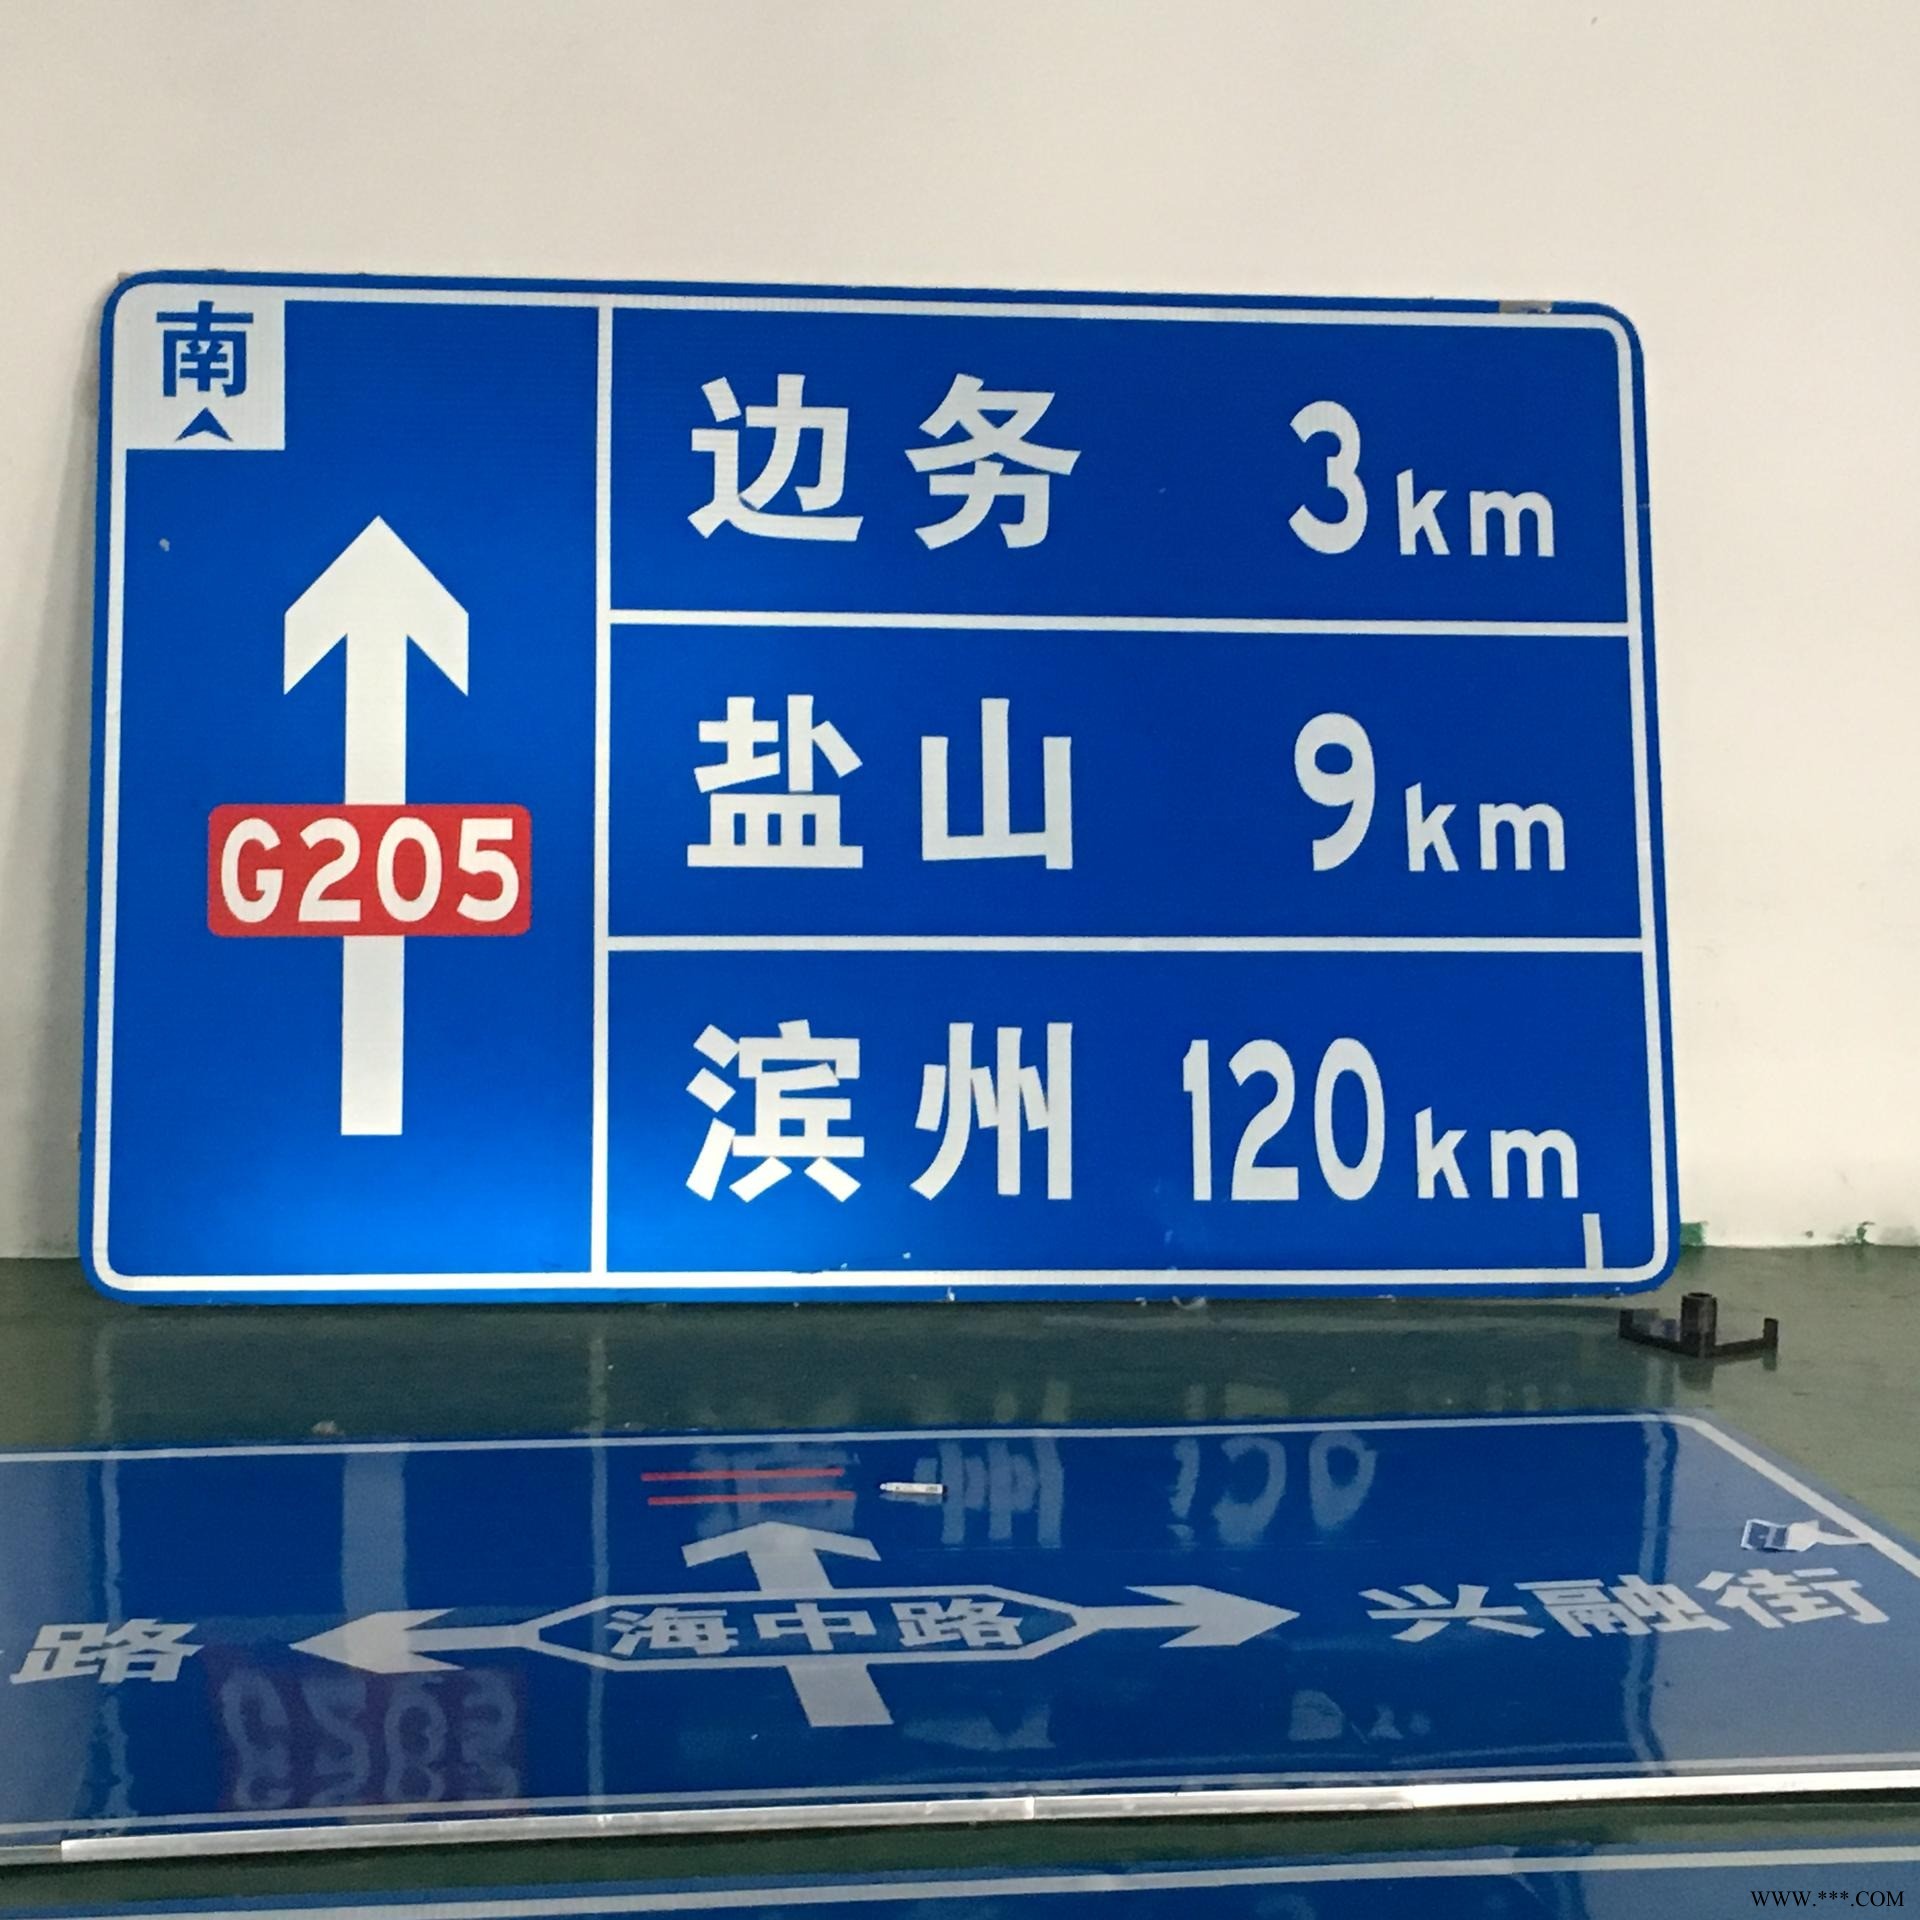 南
边务 3km
G205
盐山 9km
滨州 120km
路 海中路 兴融街
WWW.***.COM